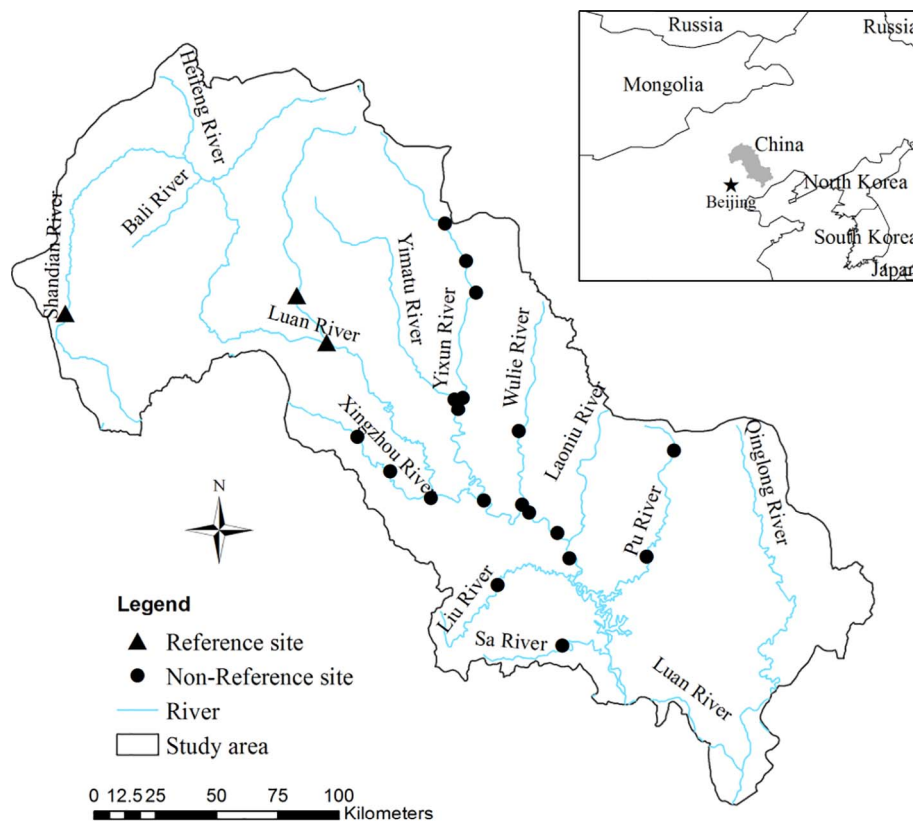 Russia
Russia
Mongolia
China
Beijing
North Korea
South Korea
Japan
Heifeng River
Bali River
Shandian River
Luan River
Yimatu River
Yixun River
Wulie River
Xingzhou River
Laoniu River
Pu River
Qinglong River
N
Liu River
Sa River
Luan River
Legend
Reference site
Non-Reference site
River
Study area
0 12.5 25 50 75 100
Kilometers